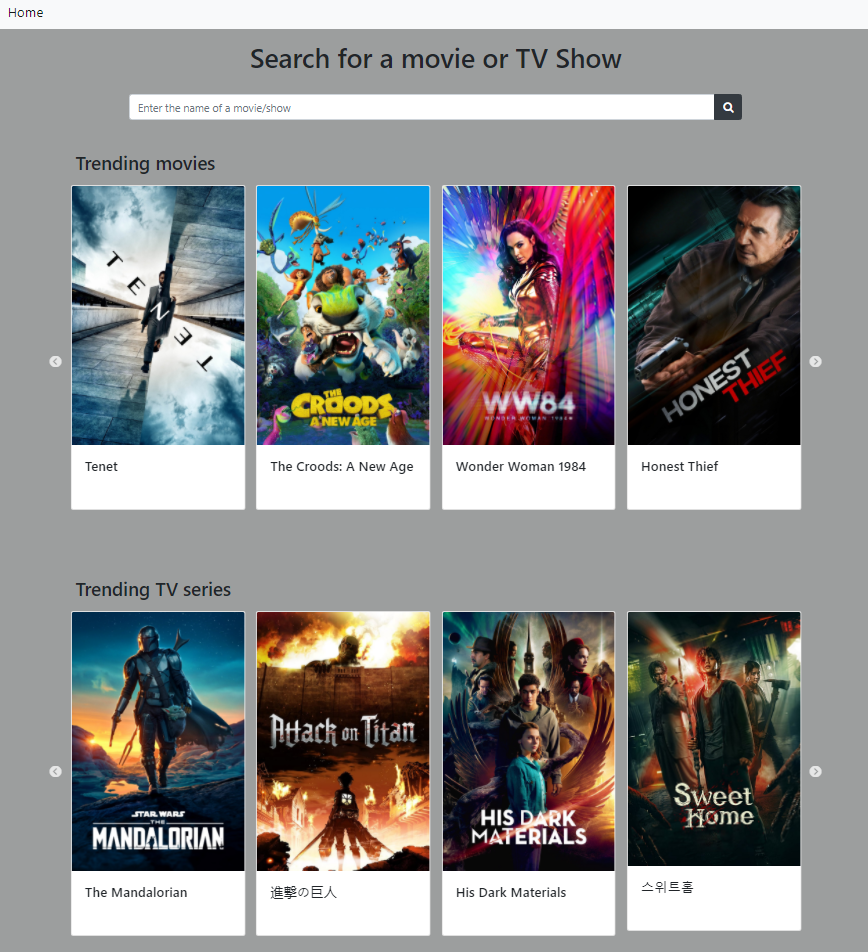 Home
Search for a movie or TV Show
Enter the name of a movie/show
Trending movies
TENET
THE
CROODS
A NEW AGE
WW84
WONDER WOMAN 1984
HONEST
THIEF
Tenet
The Croods: A New Age
Wonder Woman 1984
Honest Thief
Trending TV series
STAR WARS
THE
MANDALORIAN
Attack on Titan
HIS DARK
MATERIALS
Sweet
Home
The Mandalorian
進撃の巨人
His Dark Materials
스위트홈